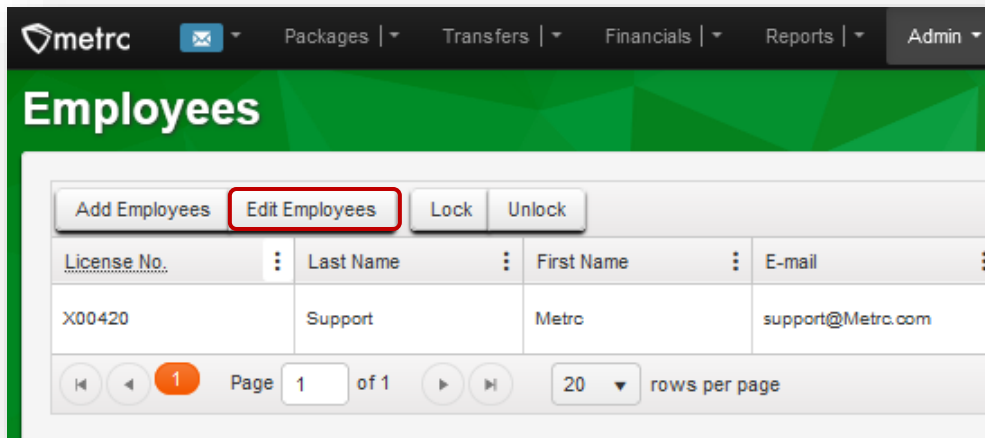 metrc Packages | Transfers | Financials | Reports | Admin
Employees
Add Employees Edit Employees Lock Unlock
License No. Last Name First Name E-mail
X00420 Support Metrc support@Metrc.com
1 Page 1 of 1 20 rows per page